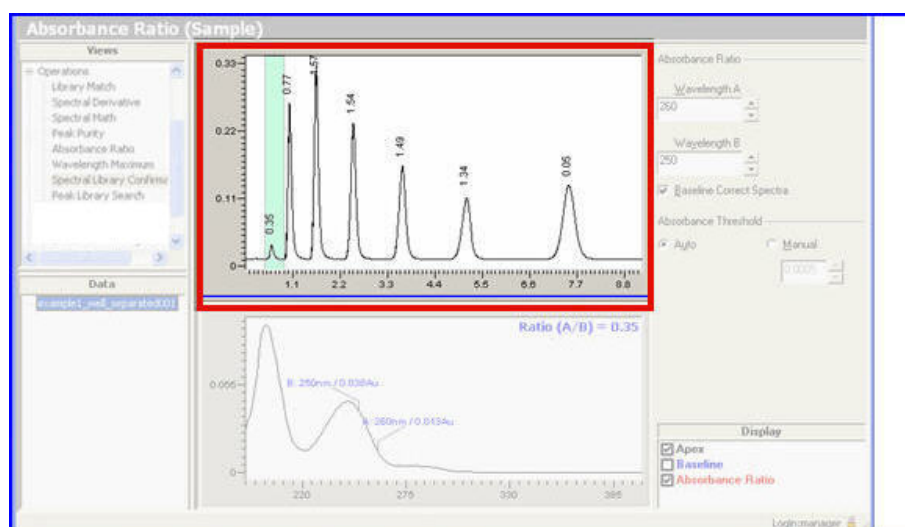 Absorbance Ratio (Sample)
Views
Operations
Library Match
Spectral Derivative
Spectral Math
Peak Purity
Absorbance Ratio
Wavelength Maximum
Spectral Library Confirma
Peak Library Search
Data
example1_well_separated001
0.33
0.22
0.11
0
0.35
0.77
1.57
1.54
1.49
1.34
0.05
1.1 2.2 3.3 4.4 5.5 6.6 7.7 8.8
Ratio (A/B) = 0.35
0.055
0
B: 250nm / 0.038Au
A: 260nm / 0.013Au
220 275 330 385
Absorbance Ratio
Wavelength A
260
Wavelength B
250
Baseline Correct Spectra
Absorbance Threshold
Auto
Manual
0.0005
Display
Apex
Baseline
Absorbance Ratio
Login:manager